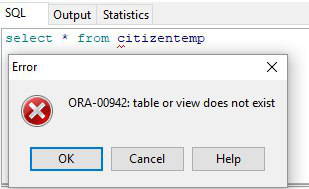 SQL Output Statistics
select * from citizentemp
Error
ORA-00942: table or view does not exist
OK Cancel Help